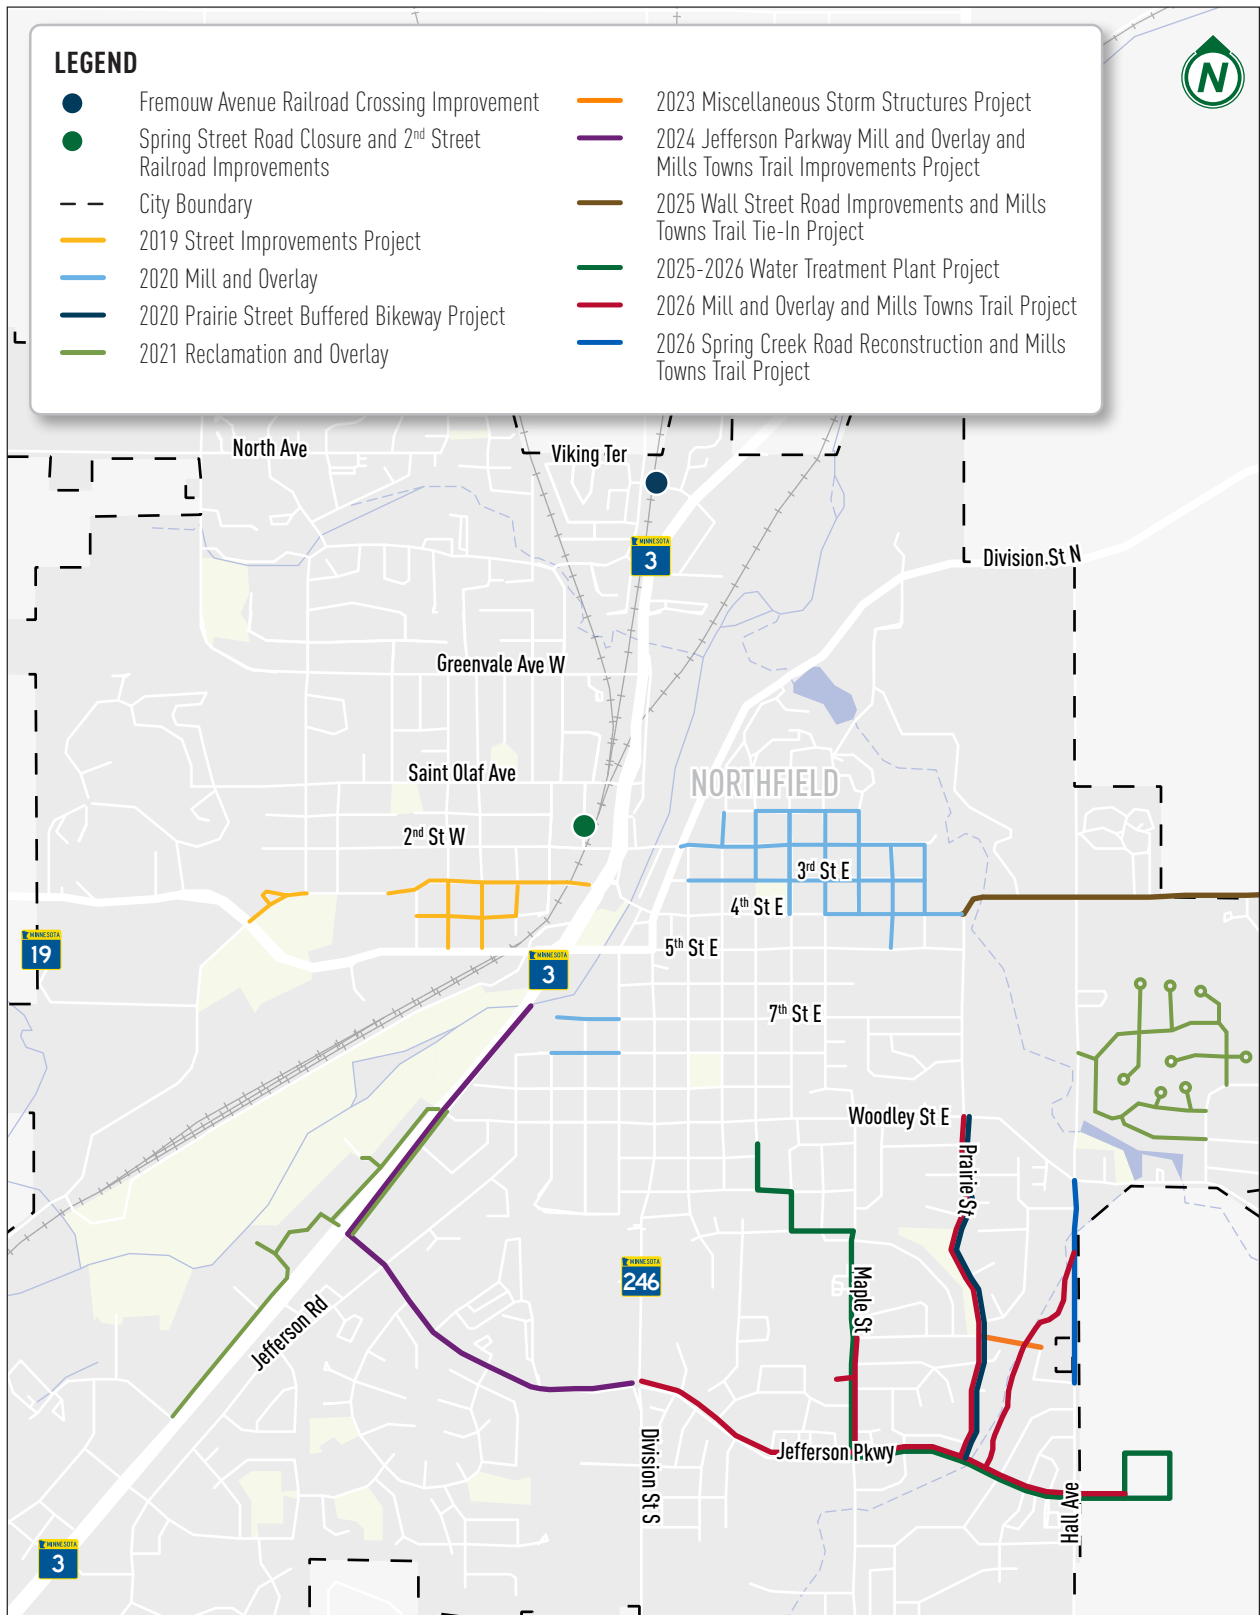 LEGEND
Fremouw Avenue Railroad Crossing Improvement
Spring Street Road Closure and 2nd Street
Railroad Improvements
City Boundary
2019 Street Improvements Project
2020 Mill and Overlay
2020 Prairie Street Buffered Bikeway Project
2021 Reclamation and Overlay
2023 Miscellaneous Storm Structures Project
2024 Jefferson Parkway Mill and Overlay and
Mills Towns Trail Improvements Project
2025 Wall Street Road Improvements and Mills
Towns Trail Tie-In Project
2025-2026 Water Treatment Plant Project
2026 Mill and Overlay and Mills Towns Trail Project
2026 Spring Creek Road Reconstruction and Mills
Towns Trail Project
N
North Ave
Viking Ter
MINNESOTA
3
Division St N
Greenvale Ave W
Saint Olaf Ave
NORTHFIELD
2nd St W
3rd St E
4th St E
5th St E
MINNESOTA
19
MINNESOTA
3
7th St E
Woodley St E
Prairie St
MINNESOTA
246
Maple St
Jefferson Rd
Division St S
Jefferson Pkwy
Hall Ave
MINNESOTA
3